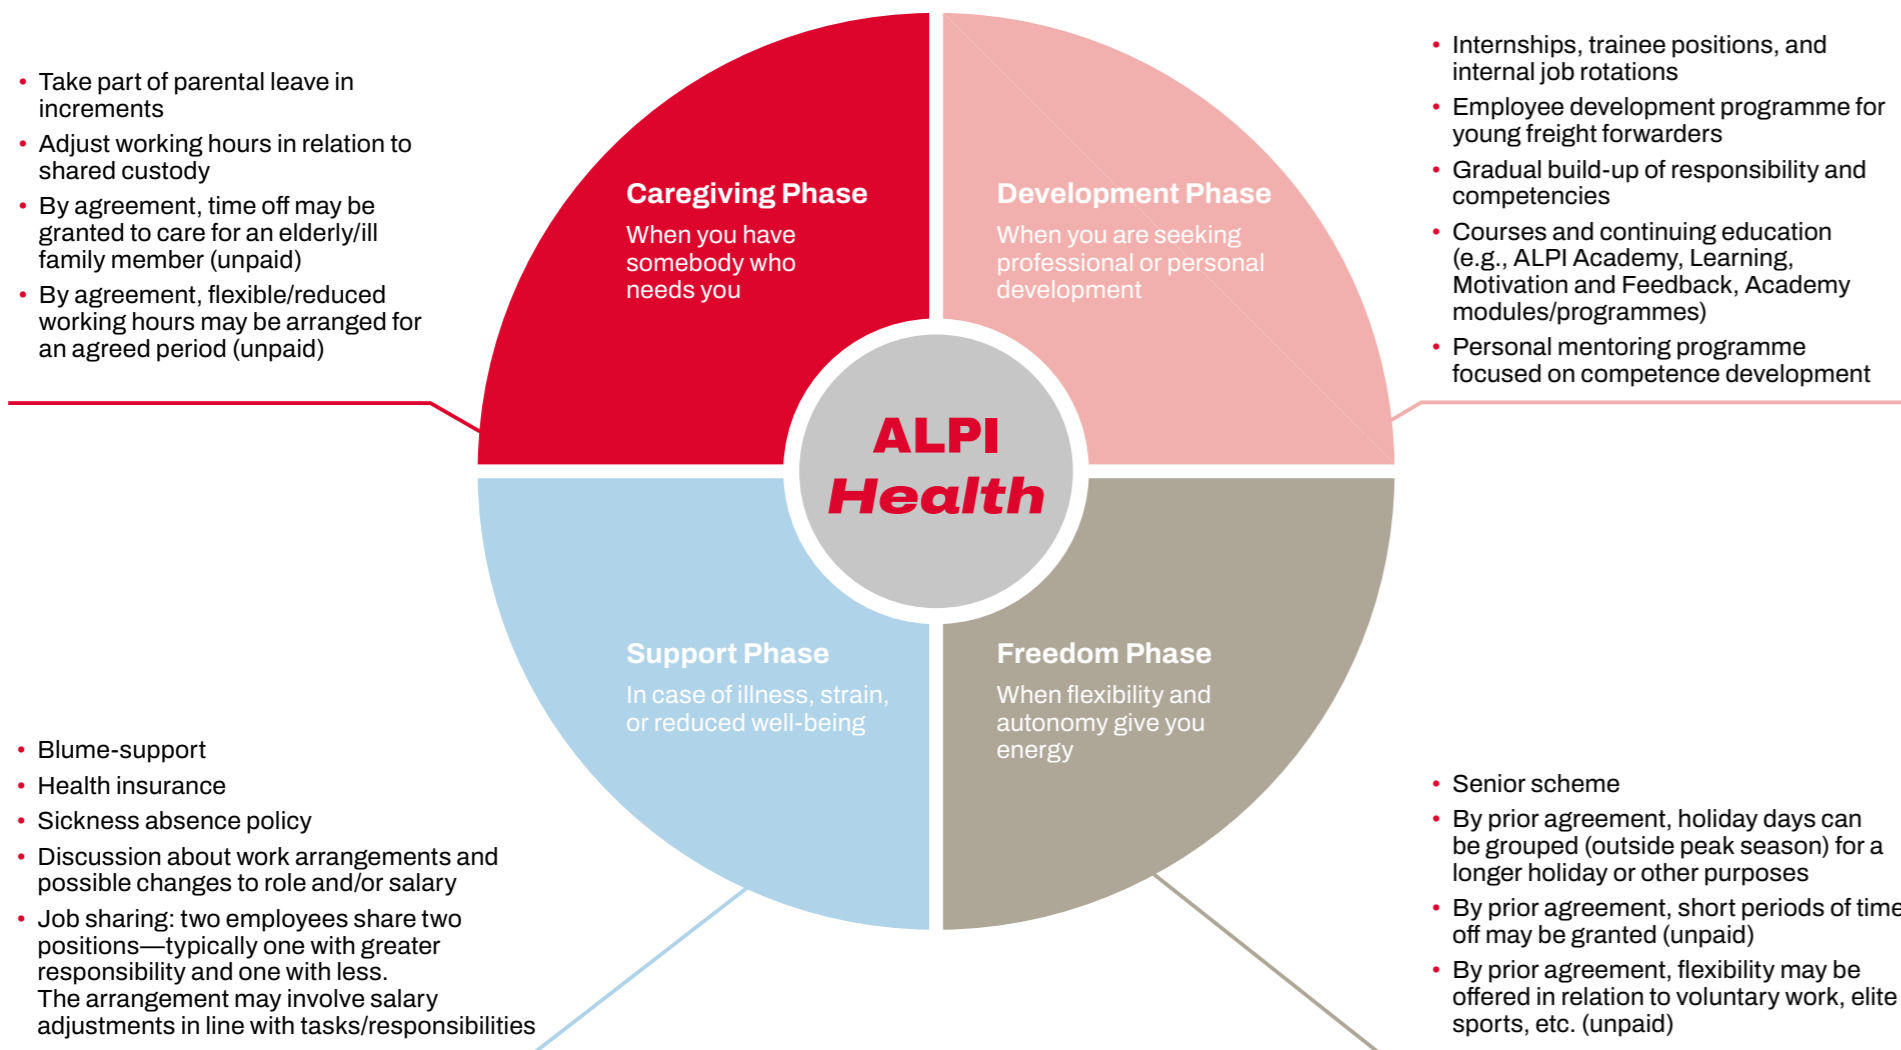 • Take part of parental leave in
increments
• Adjust working hours in relation to
shared custody
• By agreement, time off may be
granted to care for an elderly/ill
family member (unpaid)
• By agreement, flexible/reduced
working hours may be arranged for
an agreed period (unpaid)
Caregiving Phase
When you have
somebody who
needs you
Development Phase
When you are seeking
professional or personal
development
• Internships, trainee positions, and
internal job rotations
• Employee development programme for
young freight forwarders
• Gradual build-up of responsibility and
competencies
• Courses and continuing education
(e.g., ALPI Academy, Learning,
Motivation and Feedback, Academy
modules/programmes)
• Personal mentoring programme
focused on competence development
ALPI
Health
Support Phase
In case of illness, strain,
or reduced well-being
Freedom Phase
When flexibility and
autonomy give you
energy
• Blume-support
• Health insurance
• Sickness absence policy
• Discussion about work arrangements and
possible changes to role and/or salary
• Job sharing: two employees share two
positions—typically one with greater
responsibility and one with less.
The arrangement may involve salary
adjustments in line with tasks/responsibilities
• Senior scheme
• By prior agreement, holiday days can
be grouped (outside peak season) for a
longer holiday or other purposes
• By prior agreement, short periods of time
off may be granted (unpaid)
• By prior agreement, flexibility may be
offered in relation to voluntary work, elite
sports, etc. (unpaid)